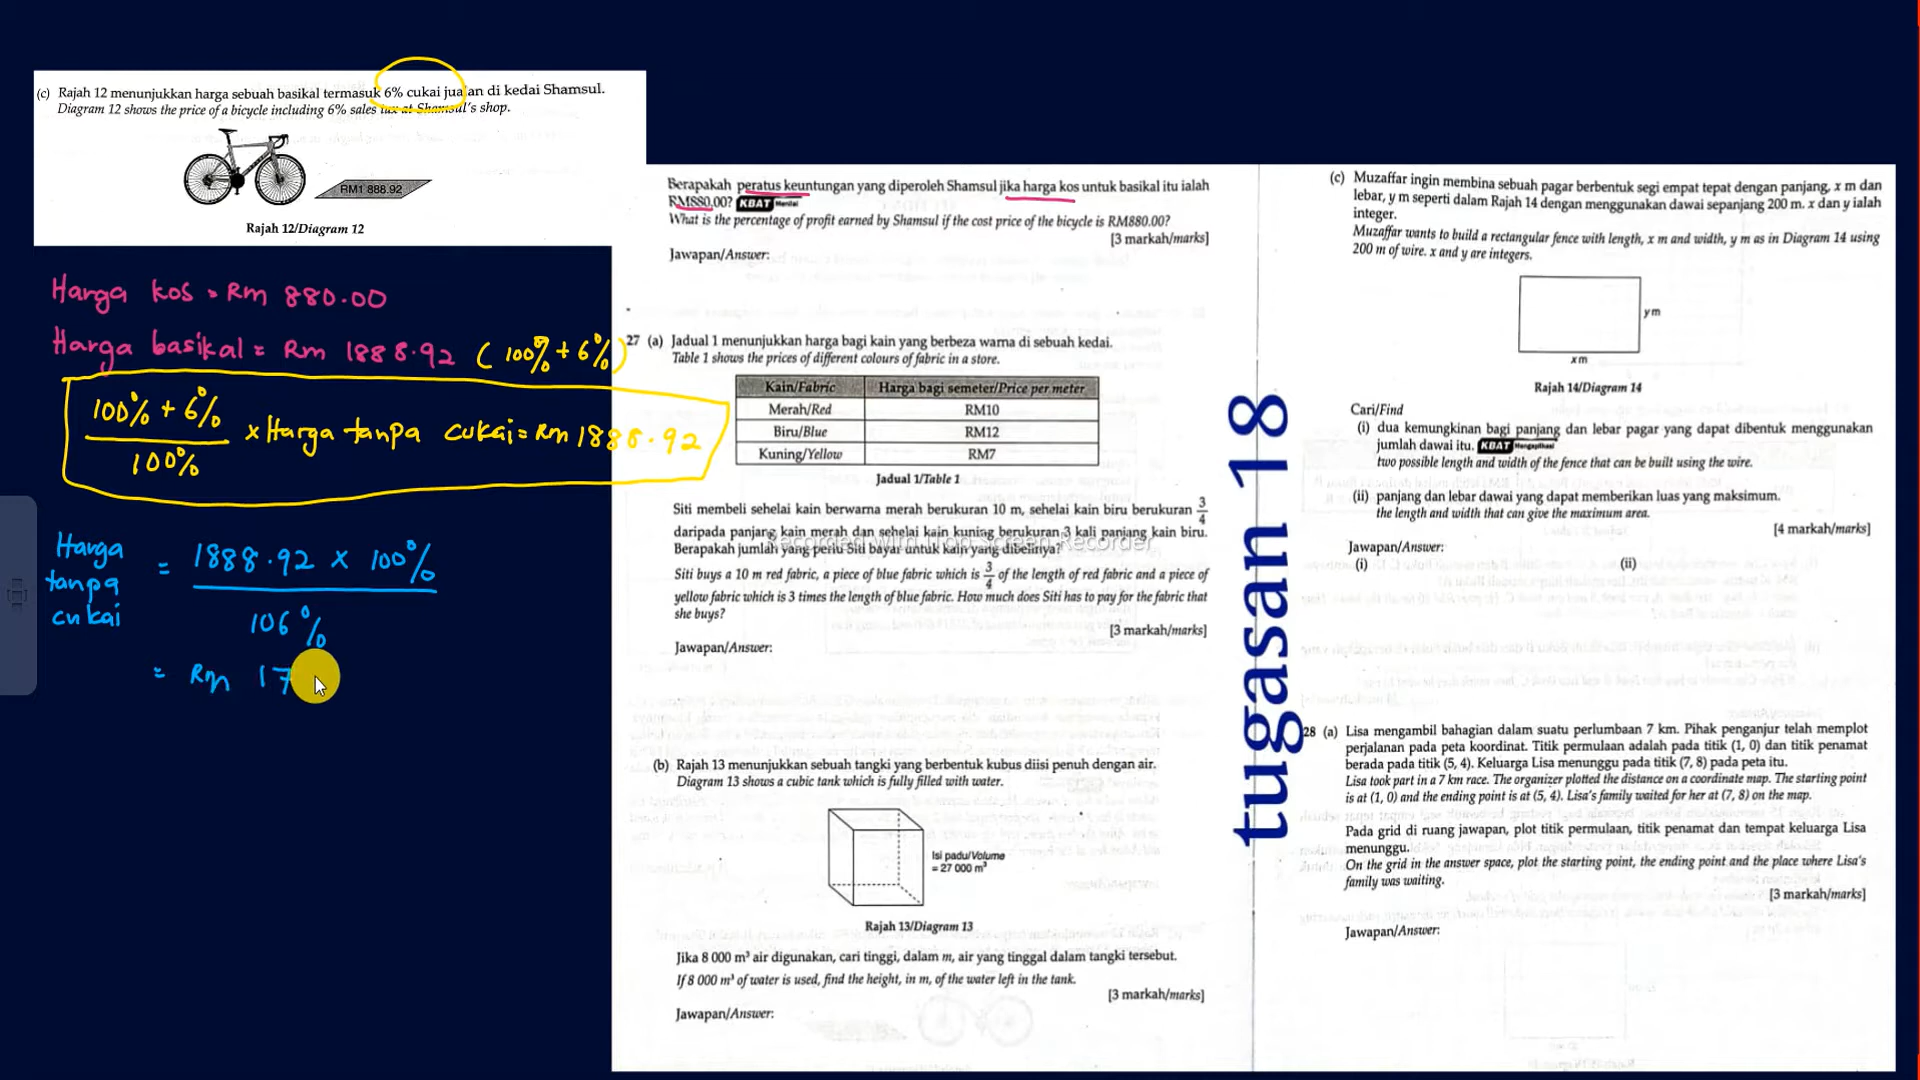 (c) Rajah 12 menunjukkan harga sebuah basikal termasuk 6% cukai jualan di kedai Shamsul.
Diagram 12 shows the price of a bicycle including 6% sales tax at Shamsul's shop.
RM1 888.92
Rajah 12/Diagram 12
Harga kos = Rm 880.00
Harga basikal = Rm 1888.92 (100% + 6%)
100% + 6%
100%
x Harga tanpa cukai = Rm 1888.92
Harga
tanpa
cukai
= 1888.92 x 100%
106%
= Rm 17
Berapakah peratus keuntungan yang diperoleh Shamsul jika harga kos untuk basikal itu ialah
RM880.00? KBAT Menilai
What is the percentage of profit earned by Shamsul if the cost price of the bicycle is RM880.00?
[3 markah/marks]
Jawapan/Answer:
27 (a) Jadual 1 menunjukkan harga bagi kain yang berbeza warna di sebuah kedai.
Table 1 shows the prices of different colours of fabric in a store.
Kain/Fabric Harga bagi semeter/Price per meter
Merah/Red RM10
Biru/Blue RM12
Kuning/Yellow RM7
Jadual 1/Table 1
Siti membeli sehelai kain berwarna merah berukuran 10 m, sehelai kain biru berukuran 3/4
daripada panjang kain merah dan sehelai kain kuning berukuran 3 kali panjang kain biru.
Berapakah jumlah yang perlu Siti bayar untuk kain yang dibelinya?
Recorded with iTop Screen Recorder
Siti buys a 10 m red fabric, a piece of blue fabric which is 3/4 of the length of red fabric and a piece of
yellow fabric which is 3 times the length of blue fabric. How much does Siti has to pay for the fabric that
she buys?
[3 markah/marks]
Jawapan/Answer:
(b) Rajah 13 menunjukkan sebuah tangki yang berbentuk kubus diisi penuh dengan air.
Diagram 13 shows a cubic tank which is fully filled with water.
Isi padu/Volume
= 27 000 m³
Rajah 13/Diagram 13
Jika 8 000 m³ air digunakan, cari tinggi, dalam m, air yang tinggal dalam tangki tersebut.
If 8 000 m³ of water is used, find the height, in m, of the water left in the tank.
[3 markah/marks]
Jawapan/Answer:
tugasan 18
(c) Muzaffar ingin membina sebuah pagar berbentuk segi empat tepat dengan panjang, x m dan
lebar, y m seperti dalam Rajah 14 dengan menggunakan dawai sepanjang 200 m. x dan y ialah
integer.
Muzaffar wants to build a rectangular fence with length, x m and width, y m as in Diagram 14 using
200 m of wire. x and y are integers.
y m
x m
Rajah 14/Diagram 14
Cari/Find
(i) dua kemungkinan bagi panjang dan lebar pagar yang dapat dibentuk menggunakan
jumlah dawai itu. KBAT Mengaplikasi
two possible length and width of the fence that can be built using the wire.
(ii) panjang dan lebar dawai yang dapat memberikan luas yang maksimum.
the length and width that can give the maximum area.
[4 markah/marks]
Jawapan/Answer:
(i) (ii)
28 (a) Lisa mengambil bahagian dalam suatu perlumbaan 7 km. Pihak penganjur telah memplot
perjalanan pada peta koordinat. Titik permulaan adalah pada titik (1, 0) dan titik penamat
berada pada titik (5, 4). Keluarga Lisa menunggu pada titik (7, 8) pada peta itu.
Lisa took part in a 7 km race. The organizer plotted the distance on a coordinate map. The starting point
is at (1, 0) and the ending point is at (5, 4). Lisa's family waited for her at (7, 8) on the map.
Pada grid di ruang jawapan, plot titik permulaan, titik penamat dan tempat keluarga Lisa
menunggu.
On the grid in the answer space, plot the starting point, the ending point and the place where Lisa's
family was waiting.
[3 markah/marks]
Jawapan/Answer: